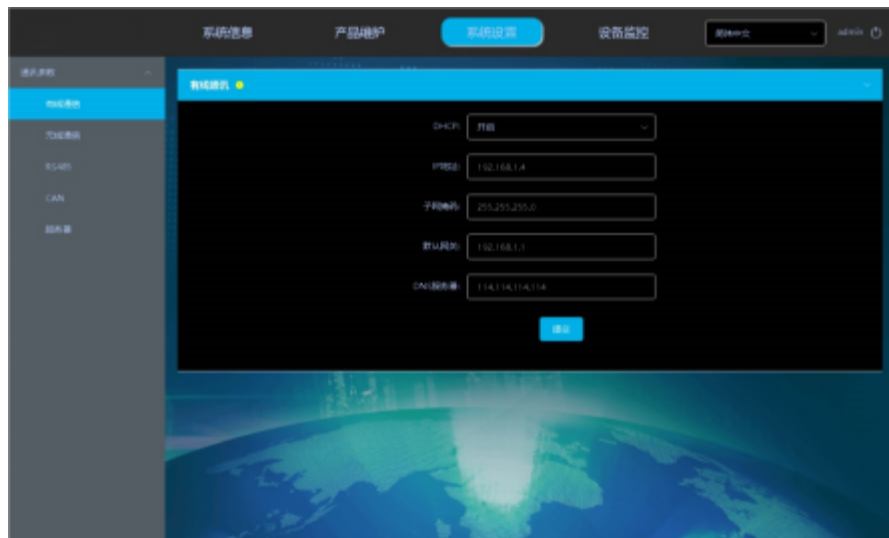 系统信息 产品维护 系统设置 设备监控 简体中文 admin
通讯参数
有线通讯
有线通信
DHCP: 开启
无线通信
IP地址: 192.168.1.4
RS485
CAN
子网掩码: 255.255.255.0
服务器
默认网关: 192.168.1.1
DNS服务器: 114.114.114.114